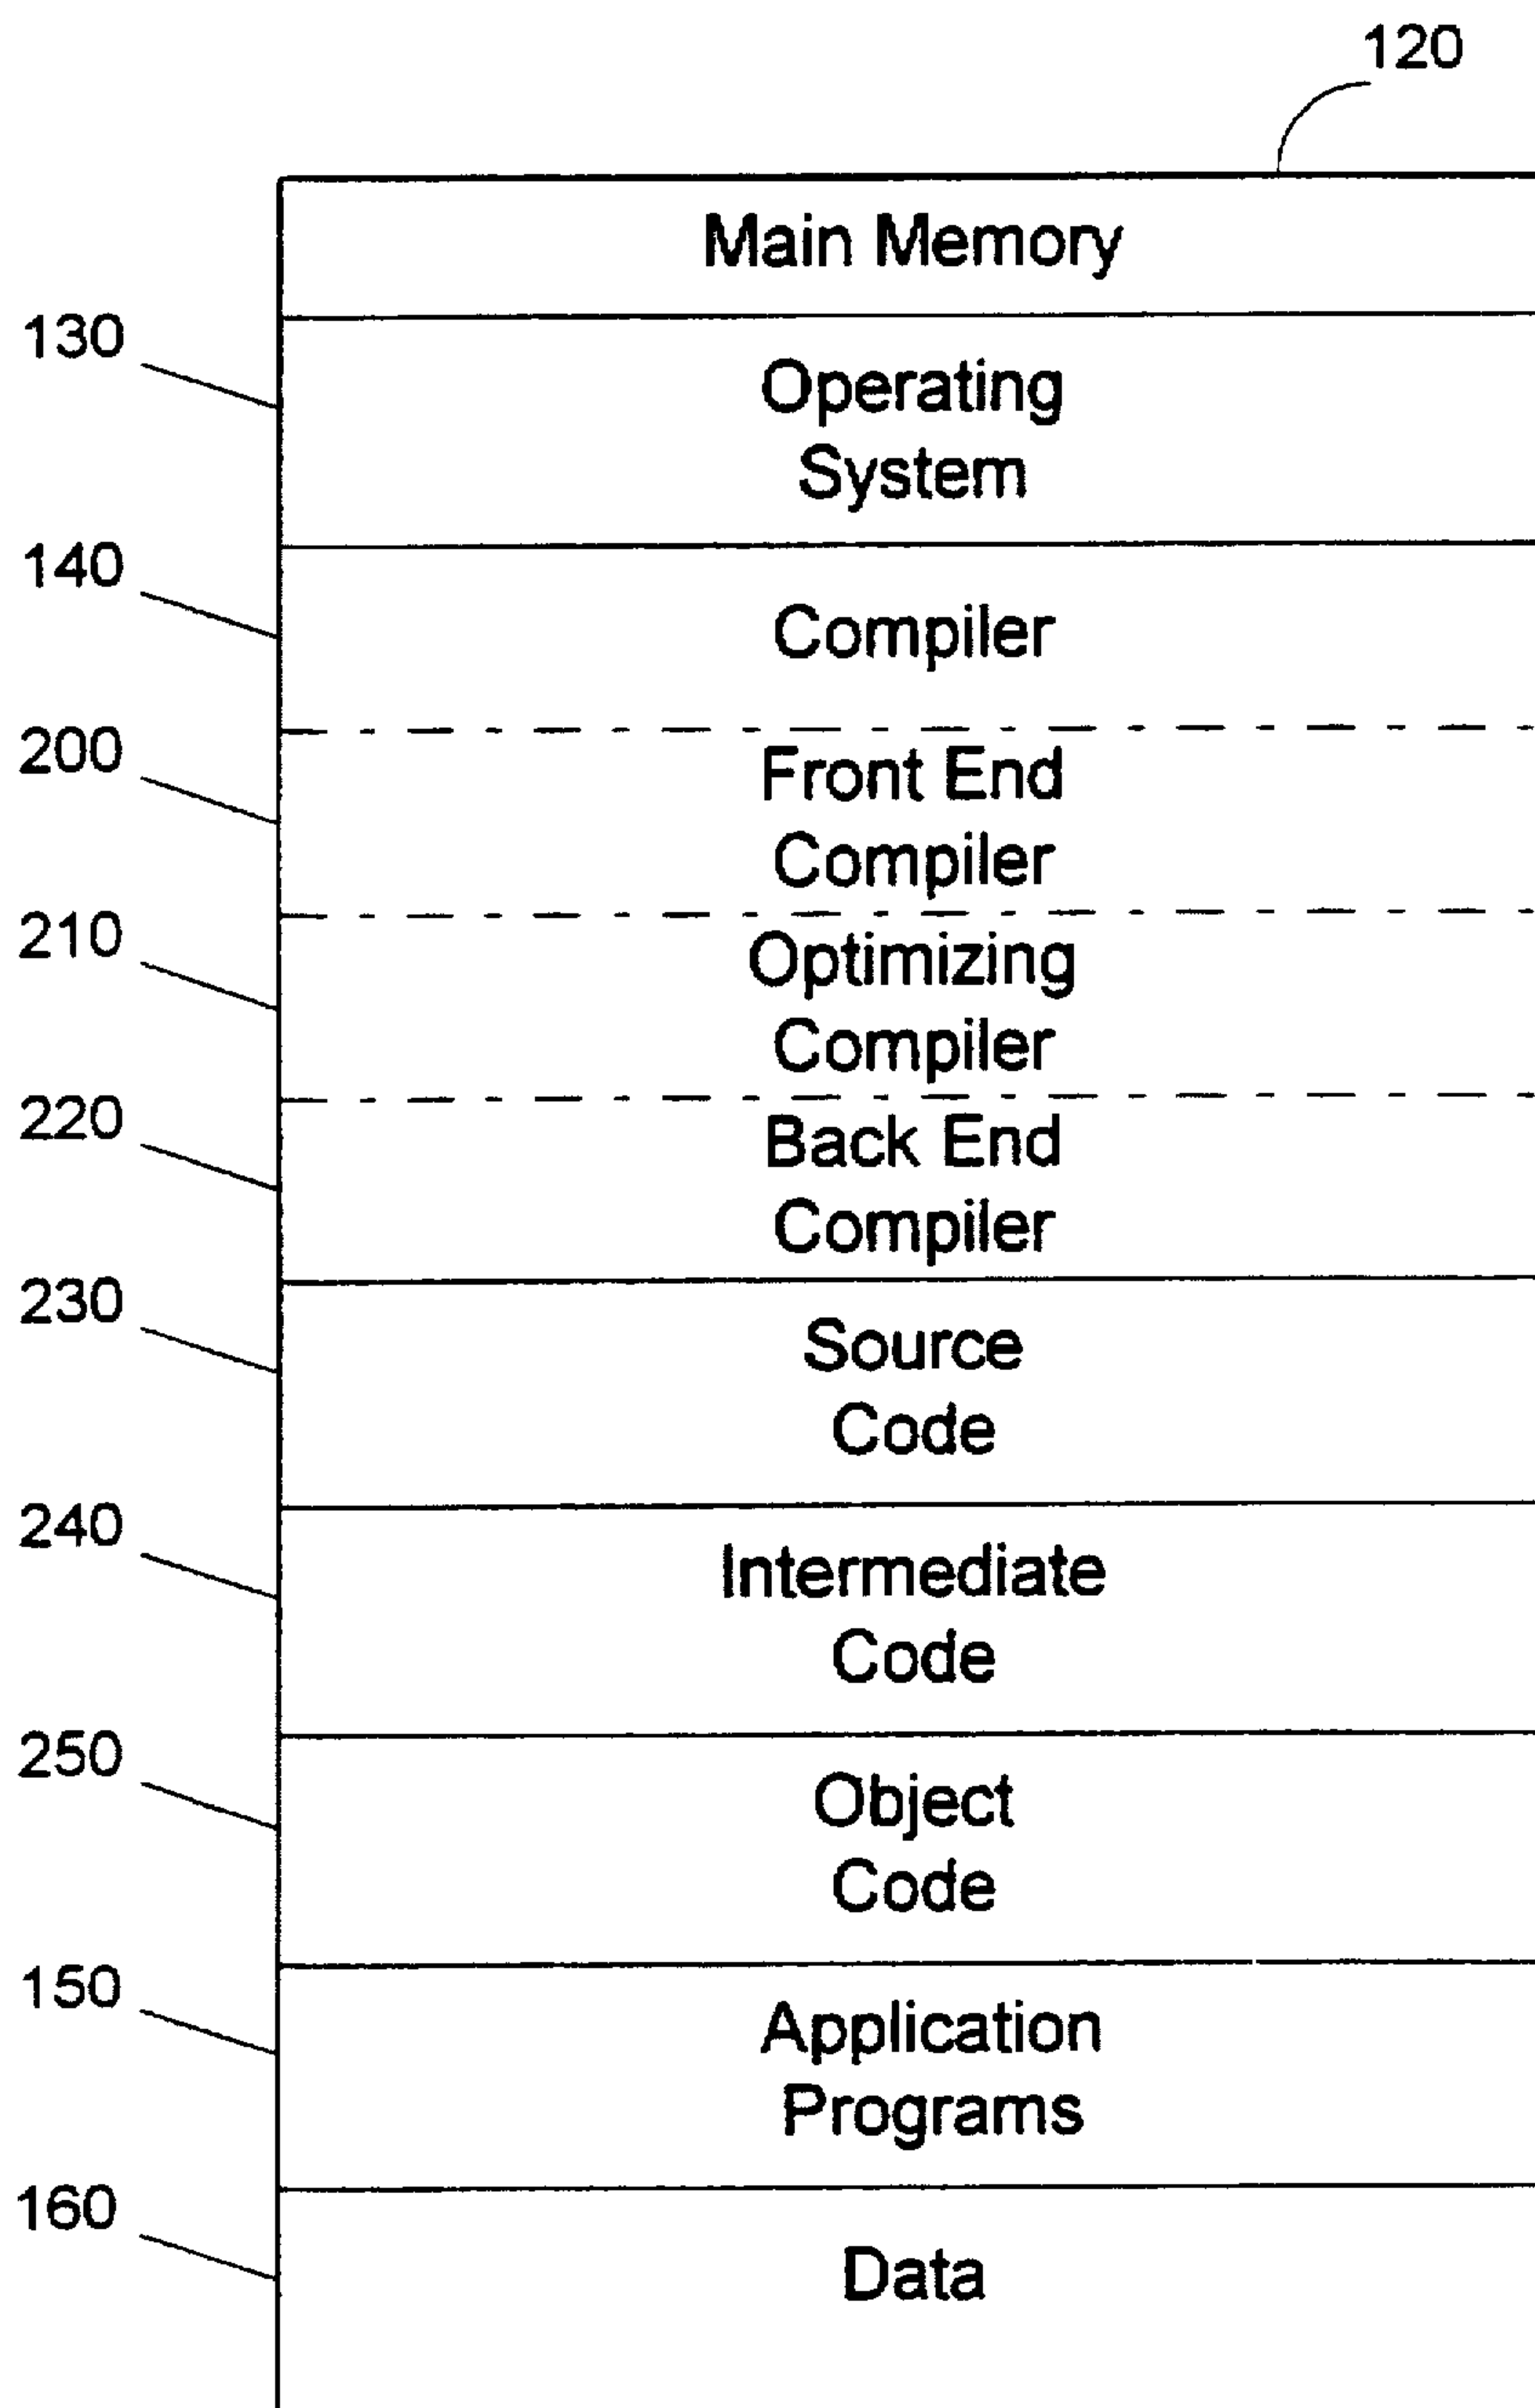 120
Main Memory
130
Operating
System
140
Compiler
200
Front End
Compiler
210
Optimizing
Compiler
220
Back End
Compiler
230
Source
Code
240
Intermediate
Code
250
Object
Code
150
Application
Programs
160
Data